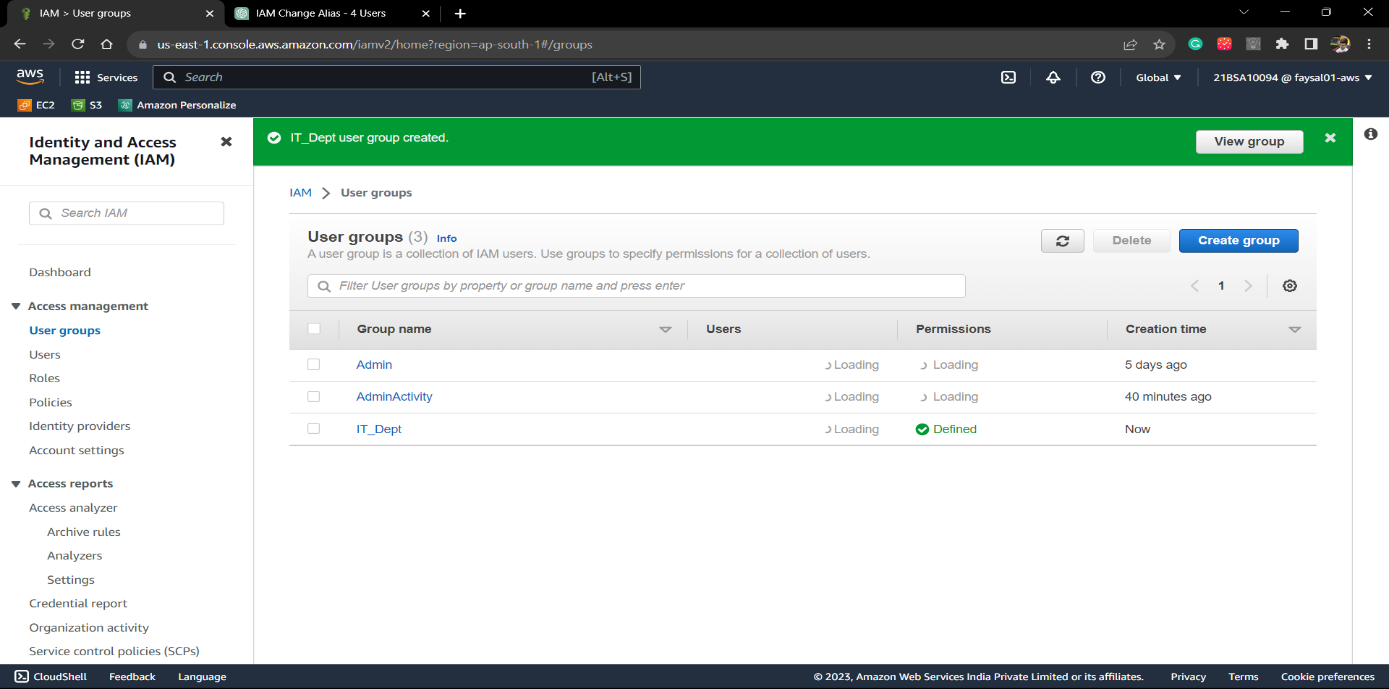 IAM > User groups
IAM Change Alias - 4 Users
us-east-1.console.aws.amazon.com/iamv2/home?region=ap-south-1#/groups
aws
Services
Search
[Alt+S]
Global
21BSA10094 @ faysal01-aws
EC2
S3
Amazon Personalize
Identity and Access
Management (IAM)
Search IAM
Dashboard
Access management
User groups
Users
Roles
Policies
Identity providers
Account settings
Access reports
Access analyzer
Archive rules
Analyzers
Settings
Credential report
Organization activity
Service control policies (SCPs)
IT_Dept user group created.
View group
IAM > User groups
User groups (3) Info
A user group is a collection of IAM users. Use groups to specify permissions for a collection of users.
Delete
Create group
Filter User groups by property or group name and press enter
1
Group name Users Permissions Creation time
Admin Loading Loading 5 days ago
AdminActivity Loading Loading 40 minutes ago
IT_Dept Loading Defined Now
CloudShell Feedback Language
© 2023, Amazon Web Services India Private Limited or its affiliates. Privacy Terms Cookie preferences